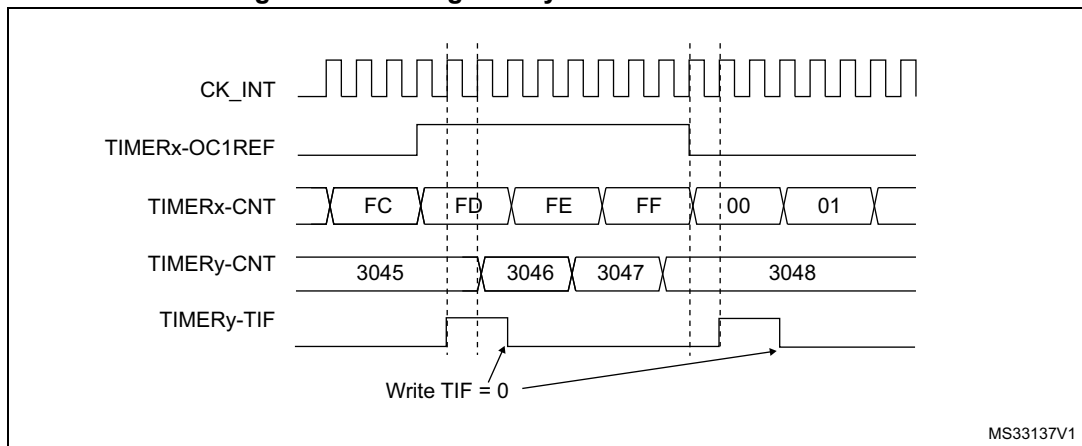 CK_INT
TIMERx-OC1REF
TIMERx-CNT FC FD FE FF 00 01
TIMERy-CNT 3045 3046 3047 3048
TIMERy-TIF
Write TIF = 0
MS33137V1